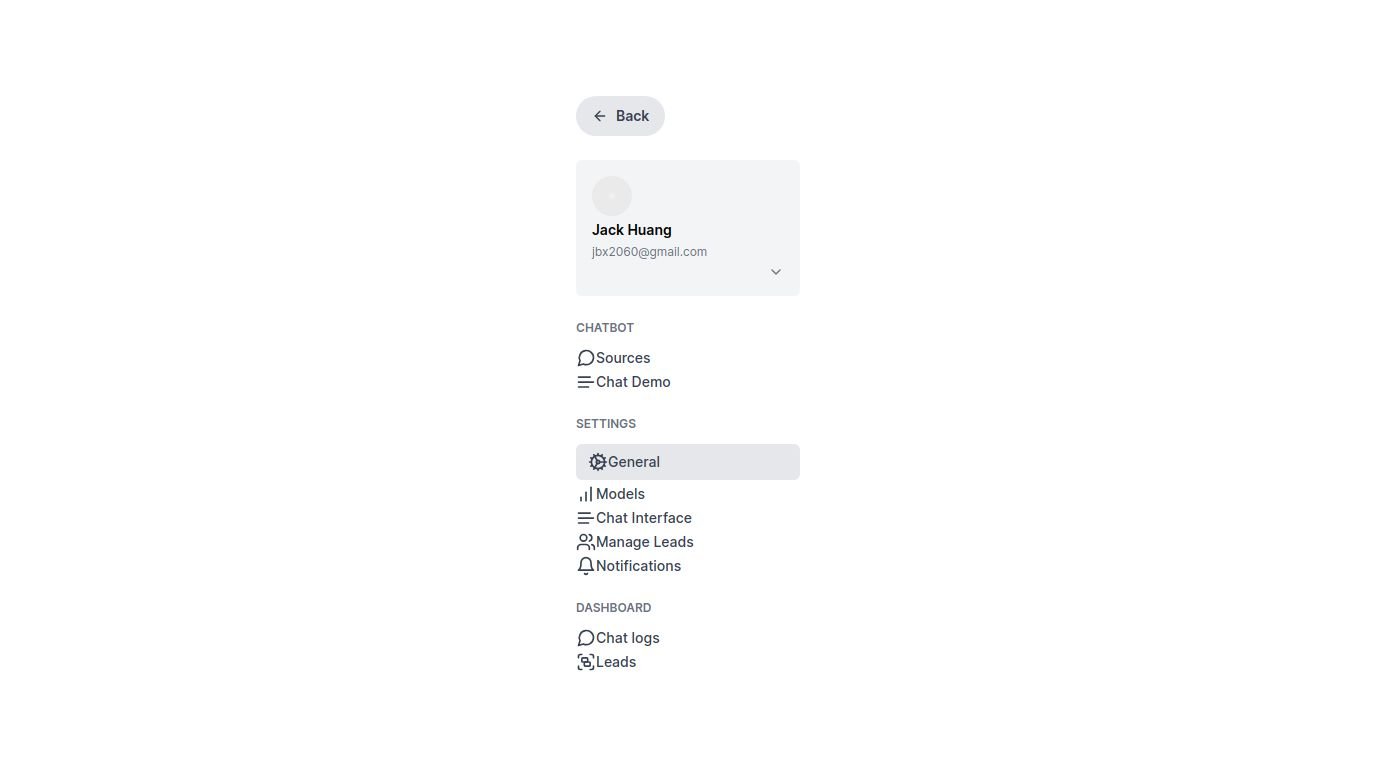 Back
Jack Huang
jbx2060@gmail.com
CHATBOT
Sources
Chat Demo
SETTINGS
General
Models
Chat Interface
Manage Leads
Notifications
DASHBOARD
Chat logs
Leads